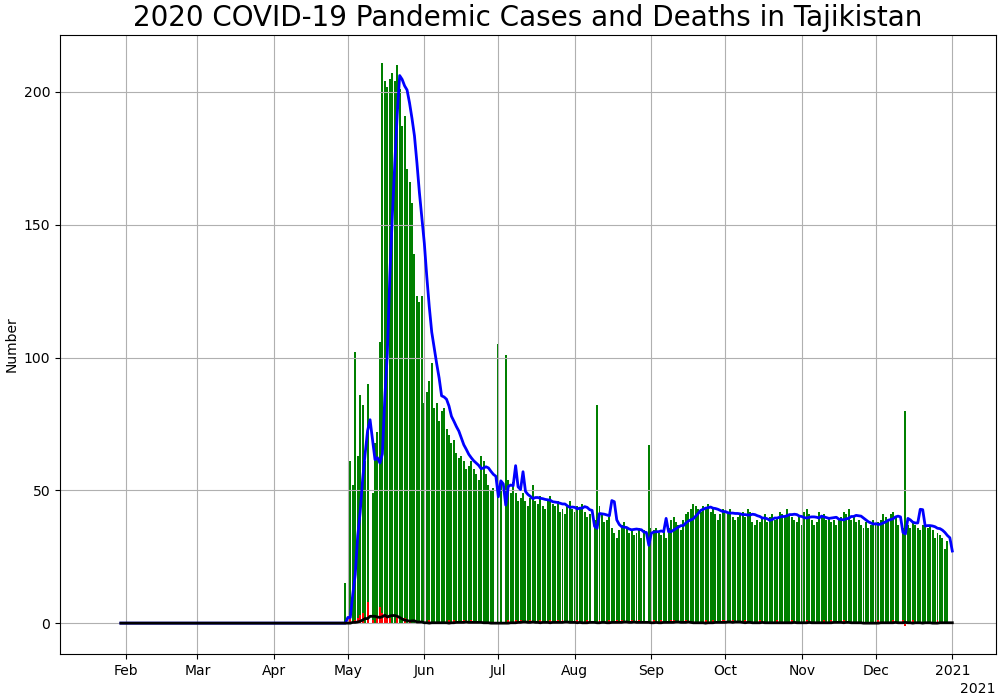 2020 COVID-19 Pandemic Cases and Deaths in Tajikistan
Number
200
150
100
50
0
Feb Mar Apr May Jun Jul Aug Sep Oct Nov Dec 2021
2021